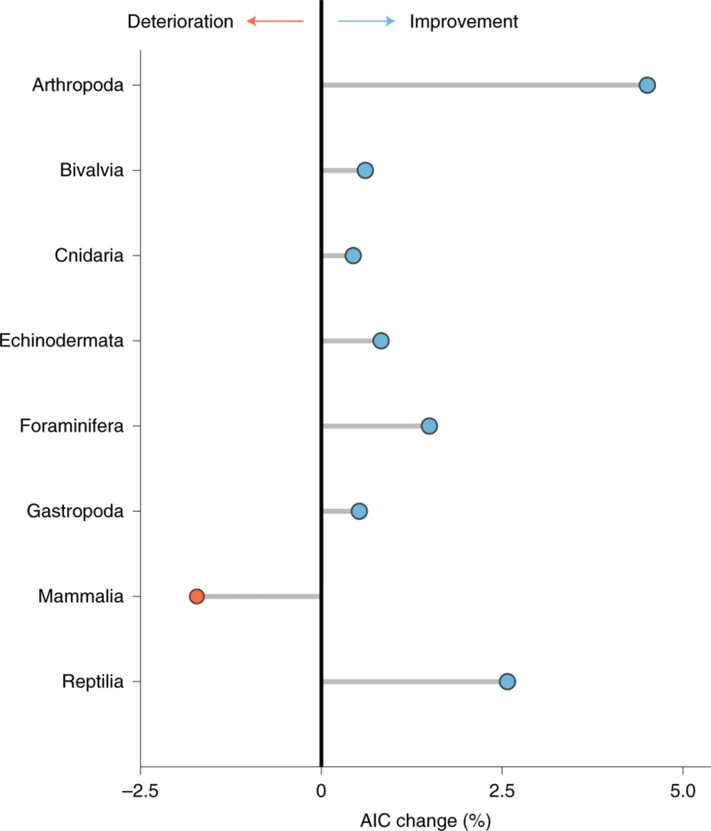 Deterioration Improvement
Arthropoda
Bivalvia
Cnidaria
Echinodermata
Foraminifera
Gastropoda
Mammalia
Reptilia
–2.5 0 2.5 5.0
AIC change (%)